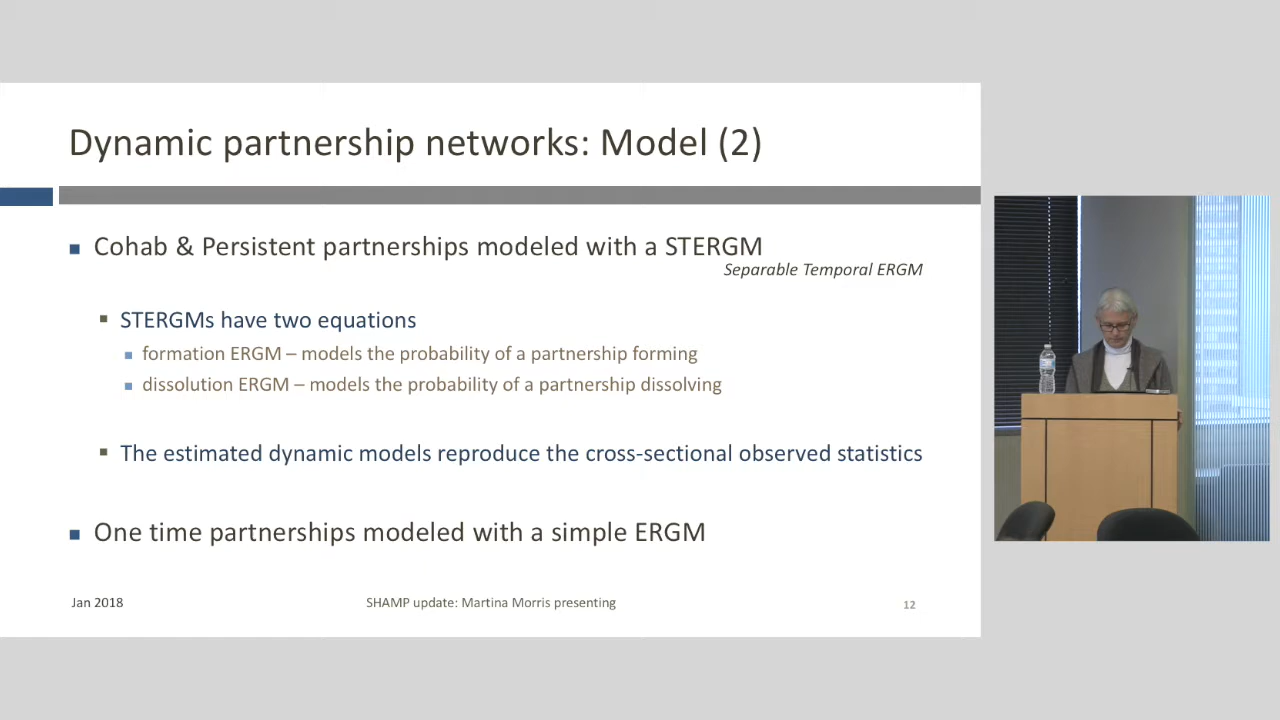 Dynamic partnership networks: Model (2)
Cohab & Persistent partnerships modeled with a STERGM
Separable Temporal ERGM
STERGMs have two equations
formation ERGM – models the probability of a partnership forming
dissolution ERGM – models the probability of a partnership dissolving
The estimated dynamic models reproduce the cross-sectional observed statistics
One time partnerships modeled with a simple ERGM
Jan 2018
SHAMP update: Martina Morris presenting
12